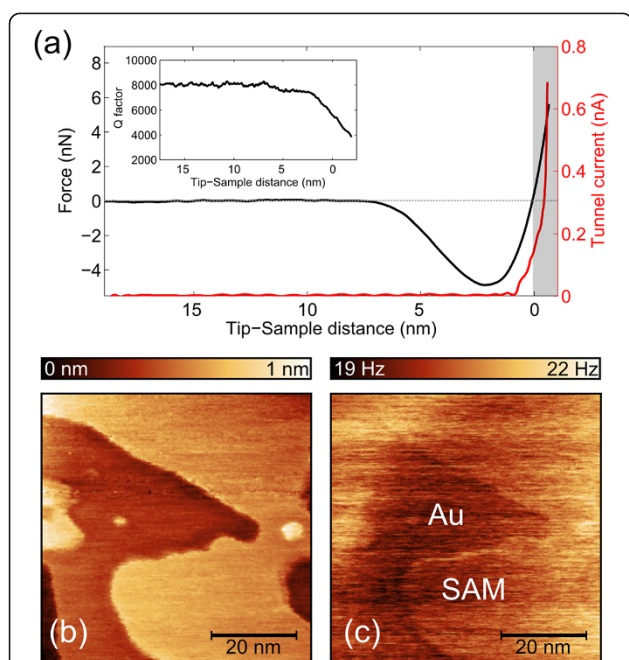 (a)
Force (nN)
8
6
4
2
0
-2
-4
15
10
5
0
Tip−Sample distance (nm)
0.8
0.6
0.4
0.2
0
Tunnel current (nA)
Q factor
10000
8000
6000
4000
2000
15
10
5
0
Tip−Sample distance (nm)
0 nm 1 nm
19 Hz 22 Hz
(b)
20 nm
Au
SAM
(c)
20 nm